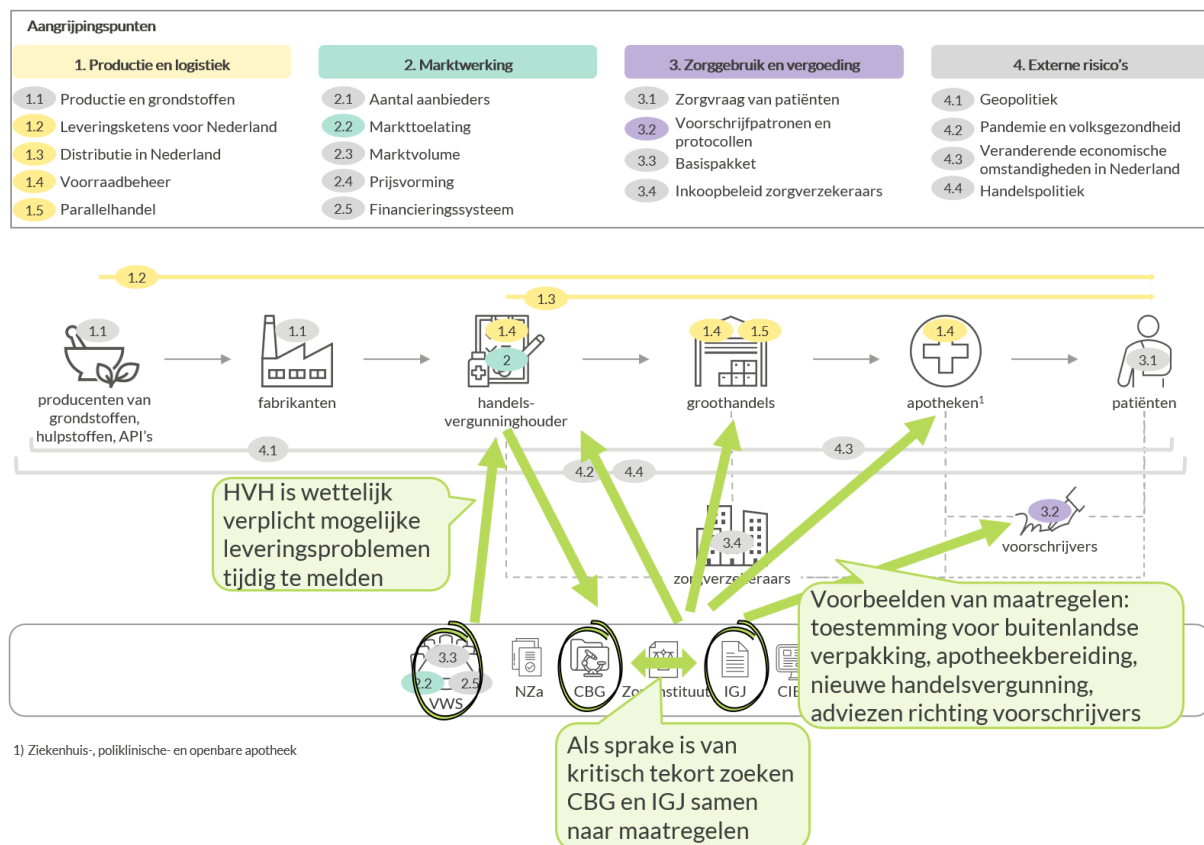 Aangrijpingspunten
1. Productie en logistiek
1.1 Productie en grondstoffen
1.2 Leveringsketens voor Nederland
1.3 Distributie in Nederland
1.4 Voorraadbeheer
1.5 Parallelhandel
2. Marktwerking
2.1 Aantal aanbieders
2.2 Markttoelating
2.3 Marktvolume
2.4 Prijsvorming
2.5 Financieringssysteem
3. Zorggebruik en vergoeding
3.1 Zorgvraag van patiënten
3.2 Voorschrijfpatronen en
protocollen
3.3 Basispakket
3.4 Inkoopbeleid zorgverzekeraars
4. Externe risico's
4.1 Geopolitiek
4.2 Pandemie en volksgezondheid
4.3 Veranderende economische
omstandigheden in Nederland
4.4 Handelspolitiek
1.2
1.3
1.1
1.1
1.4
2
1.4 1.5
1.4
3.1
producenten van
grondstoffen,
hulpstoffen, API's
fabrikanten
handels-
vergunninghouder
groothandels
apotheken¹
patiënten
4.1
4.3
4.2 4.4
HVH is wettelijk
verplicht mogelijke
leveringsproblemen
tijdig te melden
3.4
zorgverzekeraars
3.2
voorschrijvers
Voorbeelden van maatregelen:
toestemming voor buitenlandse
verpakking, apotheekbereiding,
nieuwe handelsvergunning,
adviezen richting voorschrijvers
3.3
2.2 2.5
VWS
NZa
CBG
IGJ
Als sprake is van
kritisch tekort zoeken
CBG en IGJ samen
naar maatregelen
1) Ziekenhuis-, poliklinische- en openbare apotheek